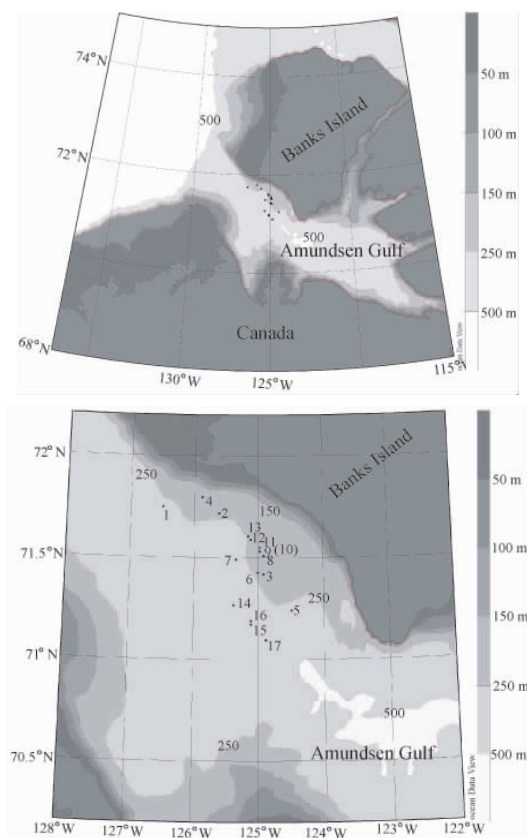 74°N
50 m
500
Banks Island
100 m
72°N
150 m
250 m
500
Amundsen Gulf
500 m
Canada
68°N
130°W
125°W
115°
72°N
250
4
1
2
150
Banks Island
50 m
13
12
11
9 (10)
71.5°N
7
8
100 m
6
3
250
14
5
16
150 m
15
17
71°N
250 m
500
250
Amundsen Gulf
500 m
70.5°N
ocean Data View
128°W
127°W
126°W
125°W
124°W
123°W
122°W